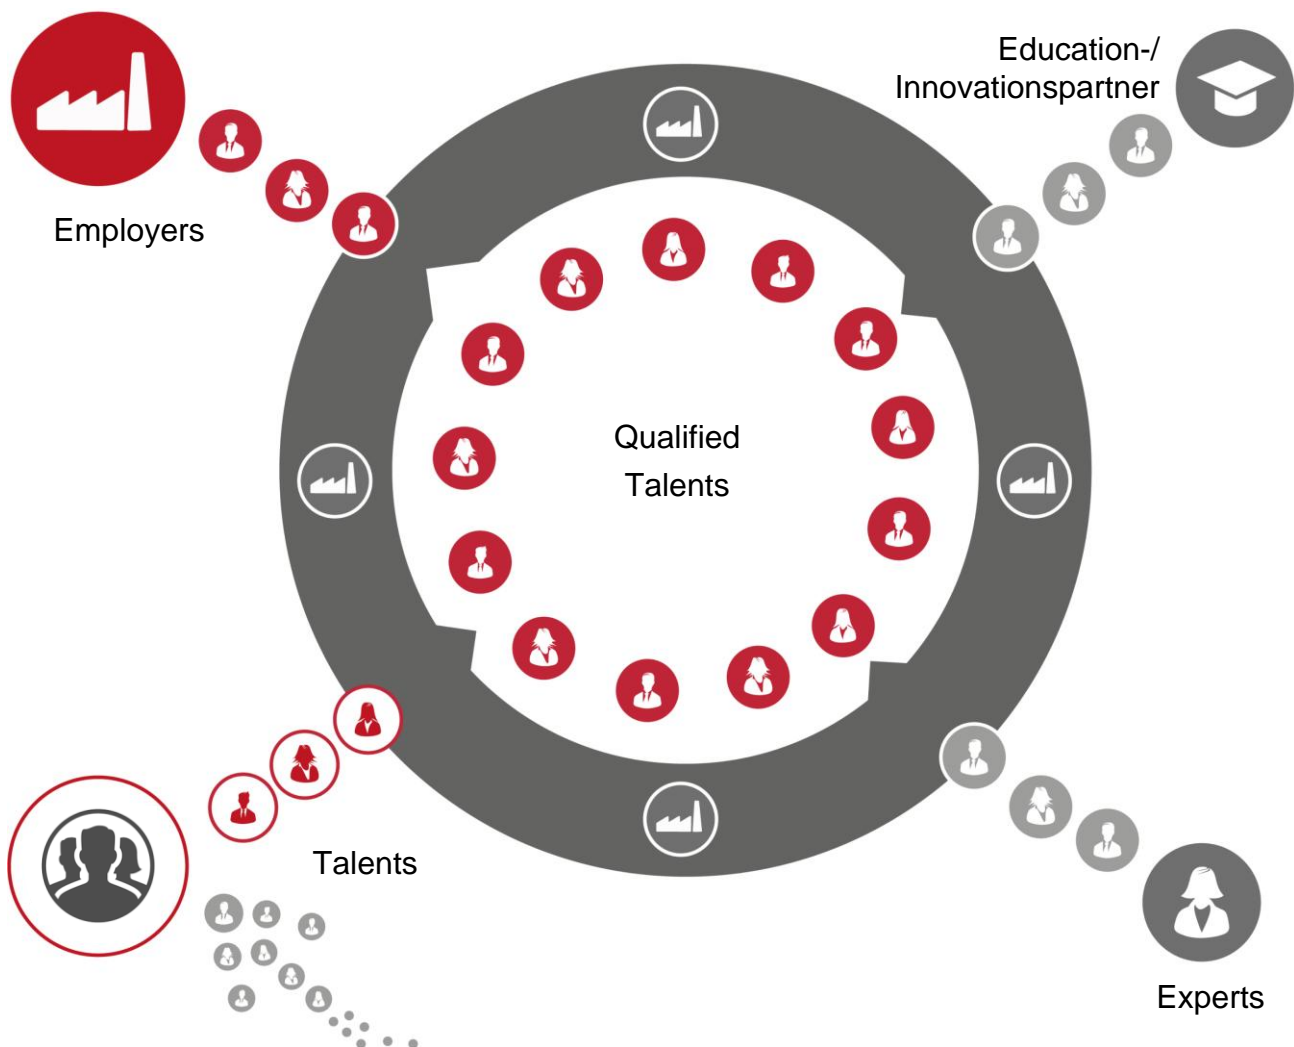 Education-/
Innovationspartner
Employers
Qualified
Talents
Talents
Experts